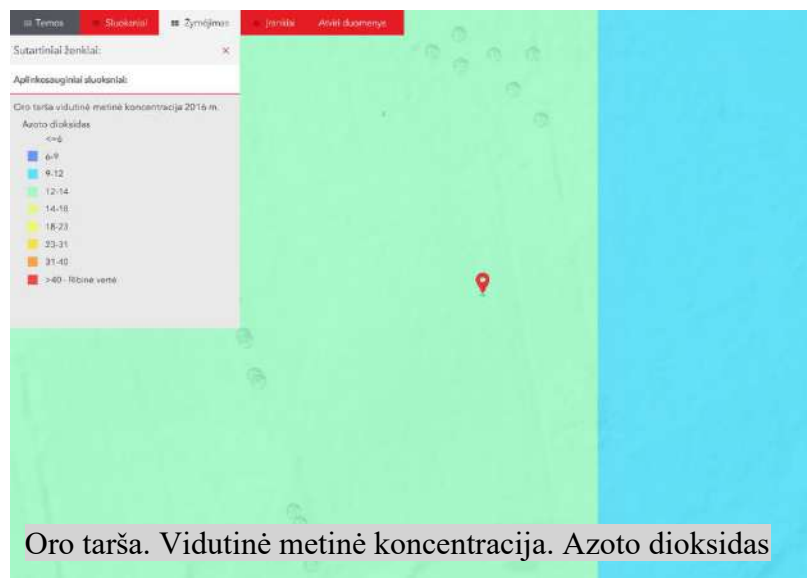 Temos Sluoksniai Žymėjimas Įrankiai Atviri duomenys
Sutartiniai ženklai: ×
Aplinkosauginiai sluoksniai:
Oro tarša vidutinė metinė koncentracija 2016 m.
Azoto dioksidas
<=6
6-9
9-12
12-14
14-18
18-23
23-31
31-40
>40 - Ribinė vertė
Oro tarša. Vidutinė metinė koncentracija. Azoto dioksidas